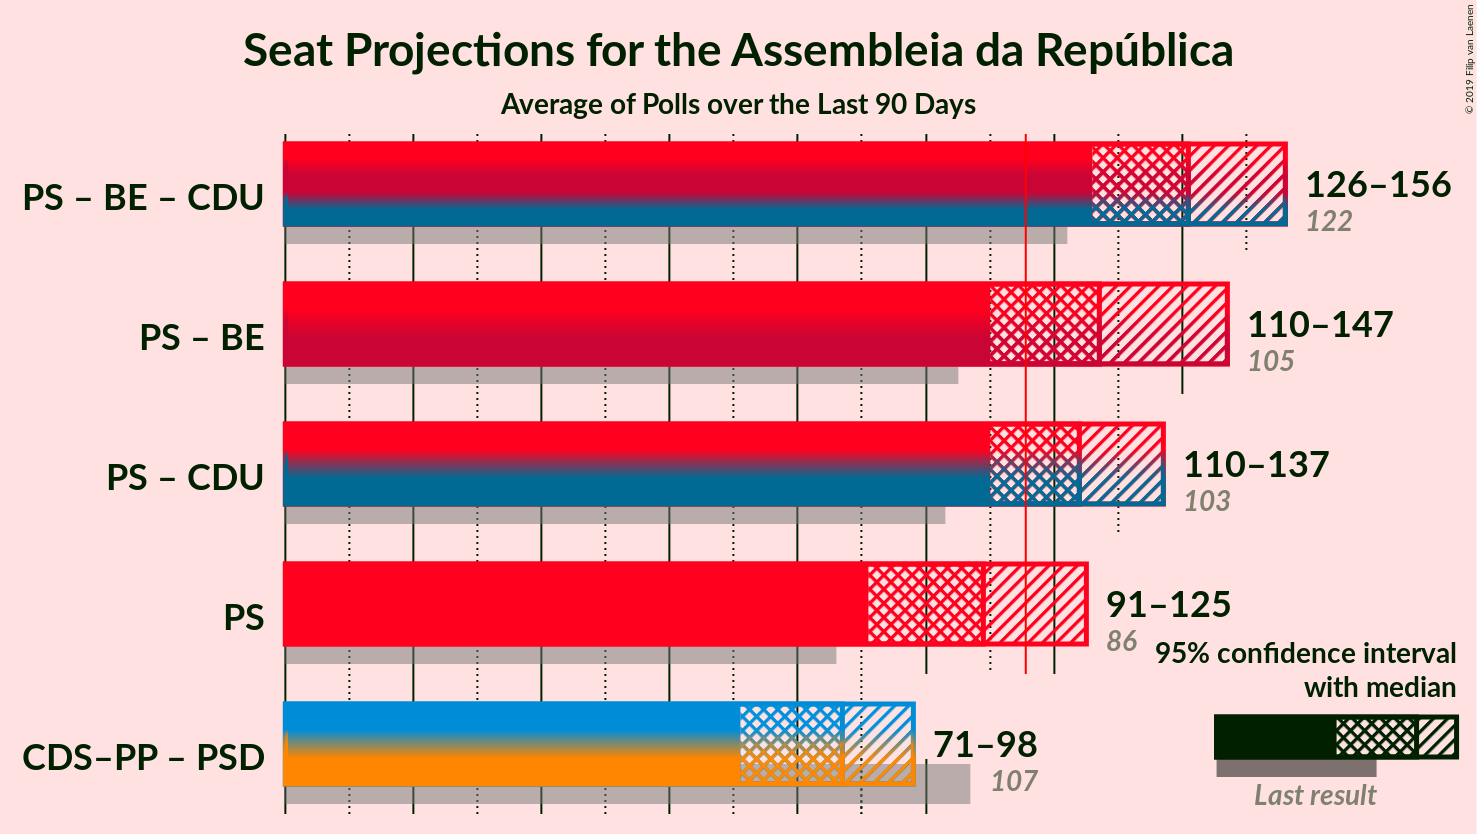 Seat Projections for the Assembleia da República
Average of Polls over the Last 90 Days
© 2019 Filip van Laenen
PS – BE – CDU
126–156
122
PS – BE
110–147
105
PS – CDU
110–137
103
PS
91–125
86
CDS–PP – PSD
71–98
107
95% confidence interval
with median
Last result